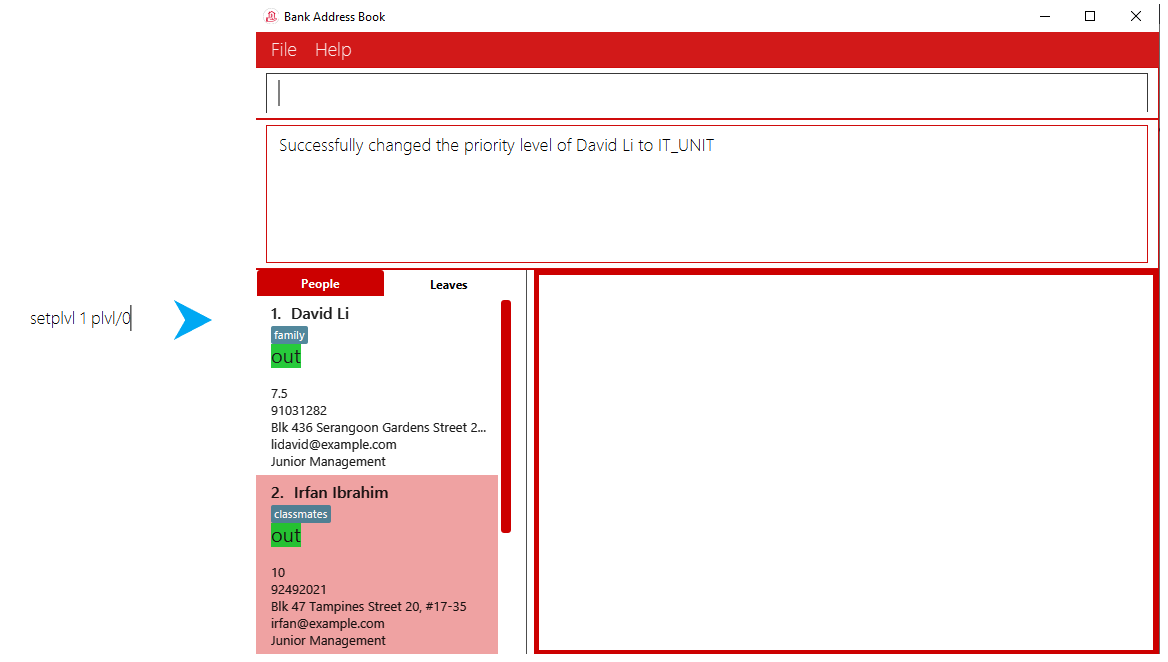 Bank Address Book
File Help
Successfully changed the priority level of David Li to IT_UNIT
setplvl 1 plvl/0
People Leaves
1. David Li
family
out
7.5
91031282
Blk 436 Serangoon Gardens Street 2...
lidavid@example.com
Junior Management
2. Irfan Ibrahim
classmates
out
10
92492021
Blk 47 Tampines Street 20, #17-35
irfan@example.com
Junior Management